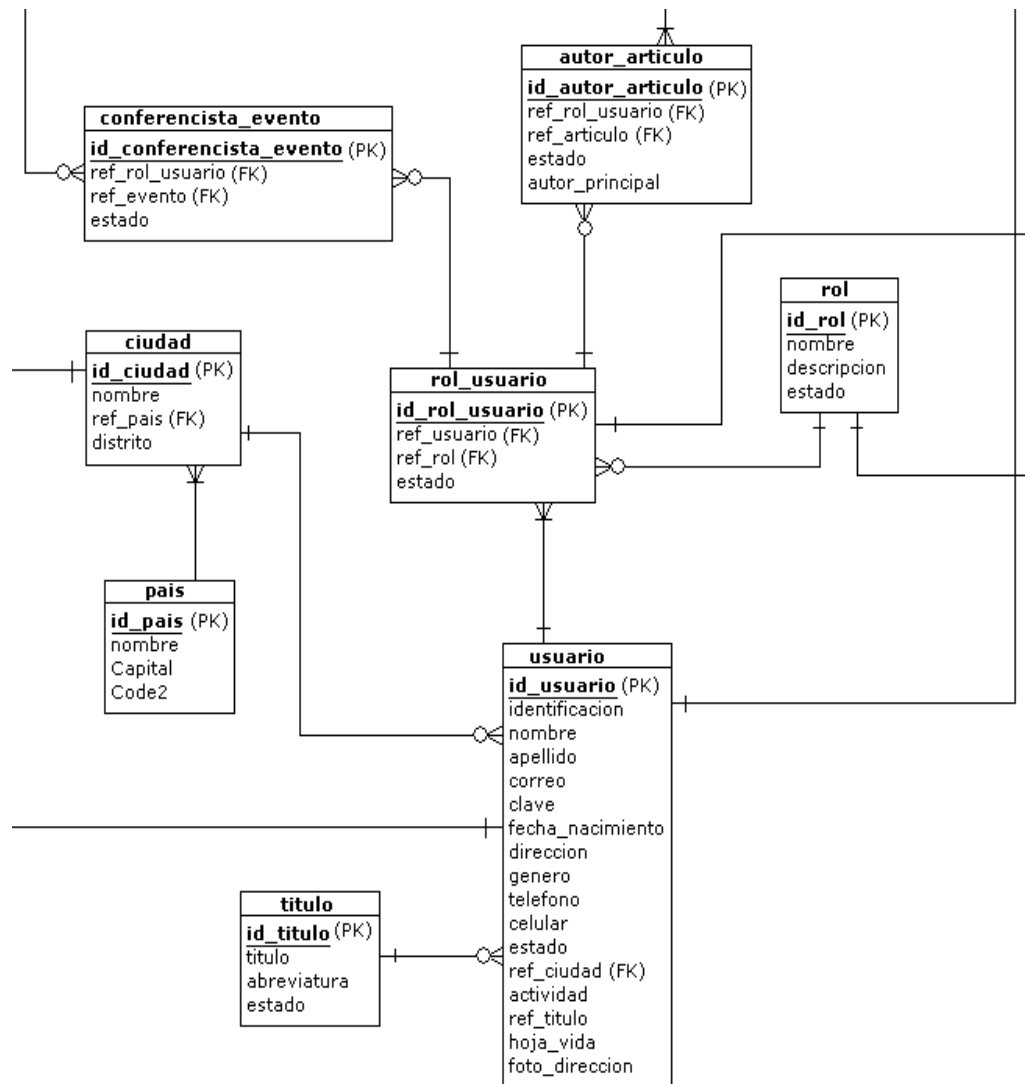 autor_articulo
id_autor_articulo (PK)
ref_rol_usuario (FK)
ref_articulo (FK)
estado
autor_principal
conferencista_evento
id_conferencista_evento (PK)
ref_rol_usuario (FK)
ref_evento (FK)
estado
rol
id_rol (PK)
nombre
descripcion
estado
ciudad
id_ciudad (PK)
nombre
ref_pais (FK)
distrito
rol_usuario
id_rol_usuario (PK)
ref_usuario (FK)
ref_rol (FK)
estado
pais
id_pais (PK)
nombre
Capital
Code2
usuario
id_usuario (PK)
identificacion
nombre
apellido
correo
clave
fecha_nacimiento
direccion
genero
telefono
celular
estado
ref_ciudad (FK)
actividad
ref_titulo
hoja_vida
foto_direccion
titulo
id_titulo (PK)
titulo
abreviatura
estado